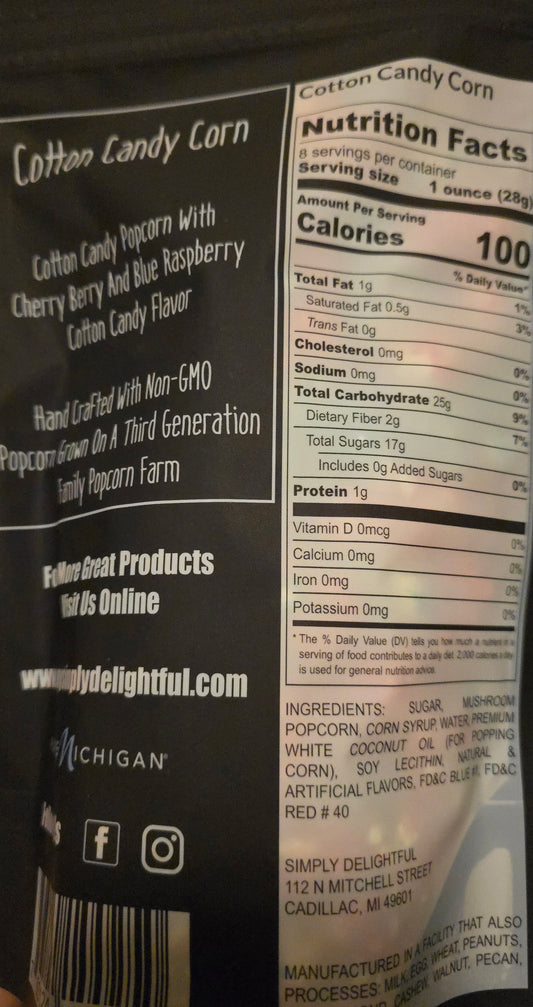 Cotton Candy Corn
Cotton Candy Popcorn With
Cherry Berry And Blue Raspberry
Cotton Candy Flavor
Hand Crafted With Non-GMO
Popcorn Grown On A Third Generation
Family Popcorn Farm
For More Great Products
Visit Us Online
www.simplydelightful.com
MICHIGAN
Cotton Candy Corn
Nutrition Facts
8 servings per container
Serving size 1 ounce (28g)
Amount Per Serving
Calories 100
% Daily Value*
Total Fat 1g 1%
Saturated Fat 0.5g 3%
Trans Fat 0g
Cholesterol 0mg 0%
Sodium 0mg 0%
Total Carbohydrate 25g 9%
Dietary Fiber 2g 7%
Total Sugars 17g
Includes 0g Added Sugars 0%
Protein 1g
Vitamin D 0mcg 0%
Calcium 0mg 0%
Iron 0mg 0%
Potassium 0mg 0%
* The % Daily Value (DV) tells you how much a nutrient in a
serving of food contributes to a daily diet. 2,000 calories a day
is used for general nutrition advice.
INGREDIENTS: SUGAR, MUSHROOM
POPCORN, CORN SYRUP, WATER, PREMIUM
WHITE COCONUT OIL (FOR POPPING
CORN), SOY LECITHIN, NATURAL &
ARTIFICIAL FLAVORS, FD&C BLUE #1, FD&C
RED # 40
SIMPLY DELIGHTFUL
112 N MITCHELL STREET
CADILLAC, MI 49601
MANUFACTURED IN A FACILITY THAT ALSO
PROCESSES: MILK, EGG, WHEAT, PEANUTS,
CASHEW, WALNUT, PECAN,